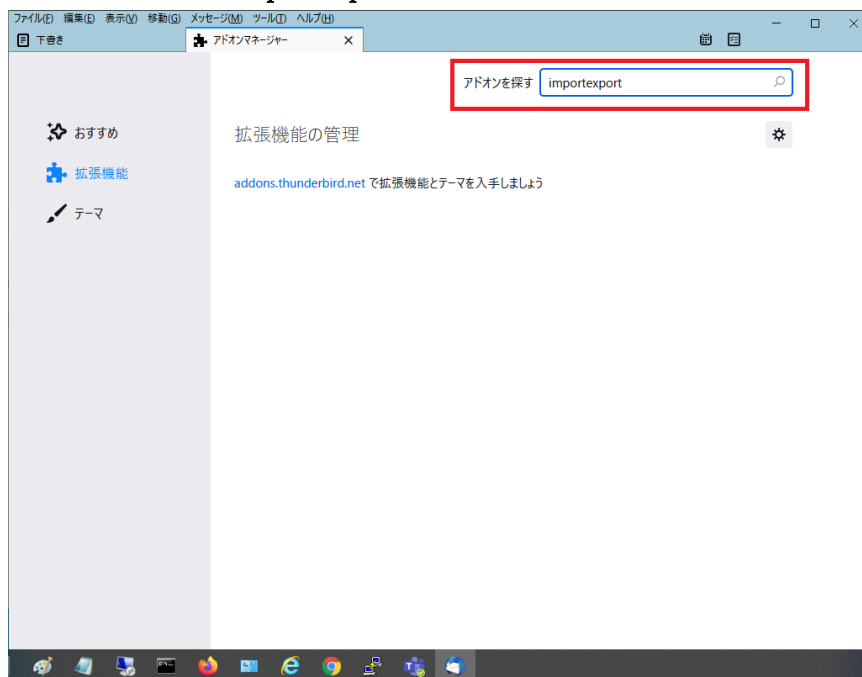 ファイル(F) 編集(E) 表示(V) 移動(G) メッセージ(M) ツール(T) ヘルプ(H)
下書き アドオンマネージャー
アドオンを探す importexport
おすすめ
拡張機能の管理
拡張機能
addons.thunderbird.net で拡張機能とテーマを入手しましょう
テーマ